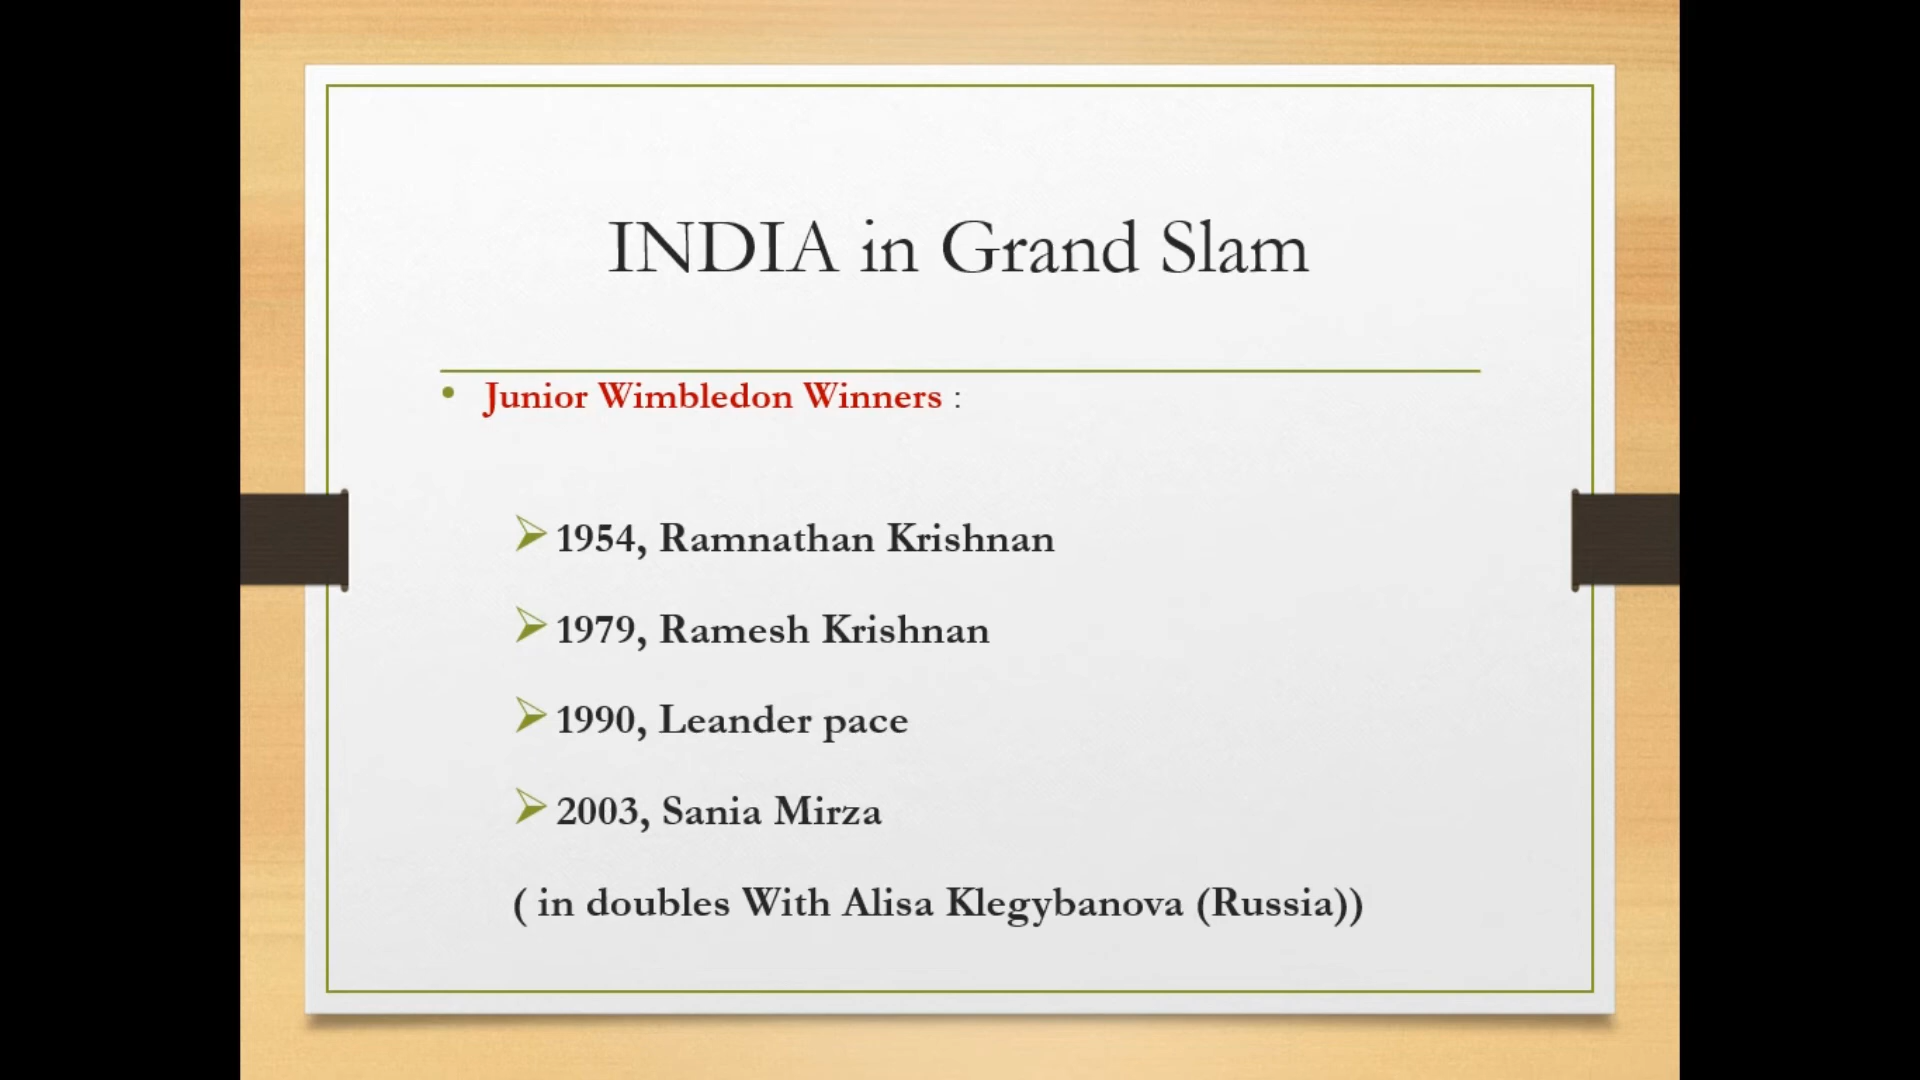 INDIA in Grand Slam
• Junior Wimbledon Winners :
➢ 1954, Ramnathan Krishnan
➢ 1979, Ramesh Krishnan
➢ 1990, Leander pace
➢ 2003, Sania Mirza
( in doubles With Alisa Klegybanova (Russia))